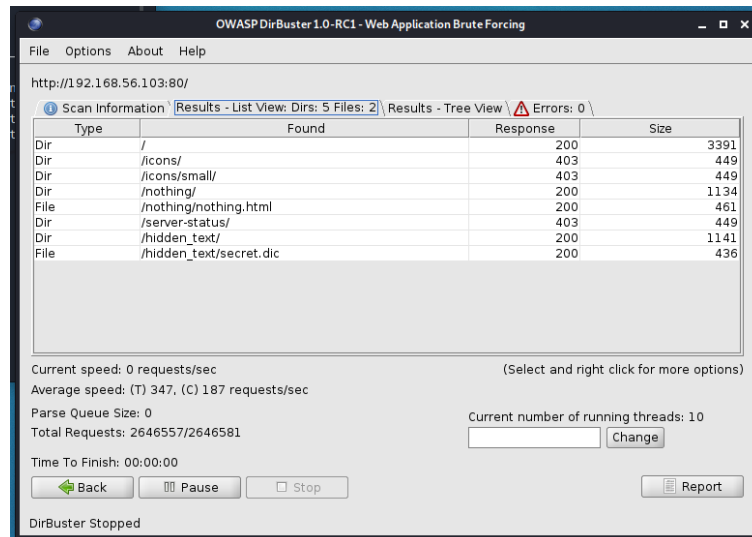 OWASP DirBuster 1.0-RC1 - Web Application Brute Forcing
File Options About Help
http://192.168.56.103:80/
Scan Information Results - List View: Dirs: 5 Files: 2 Results - Tree View Errors: 0
Type Found Response Size
Dir / 200 3391
Dir /icons/ 403 449
Dir /icons/small/ 403 449
Dir /nothing/ 200 1134
File /nothing/nothing.html 200 461
Dir /server-status/ 403 449
Dir /hidden_text/ 200 1141
File /hidden_text/secret.dic 200 436
Current speed: 0 requests/sec (Select and right click for more options)
Average speed: (T) 347, (C) 187 requests/sec
Parse Queue Size: 0 Current number of running threads: 10
Total Requests: 2646557/2646581 Change
Time To Finish: 00:00:00
Back Pause Stop Report
DirBuster Stopped